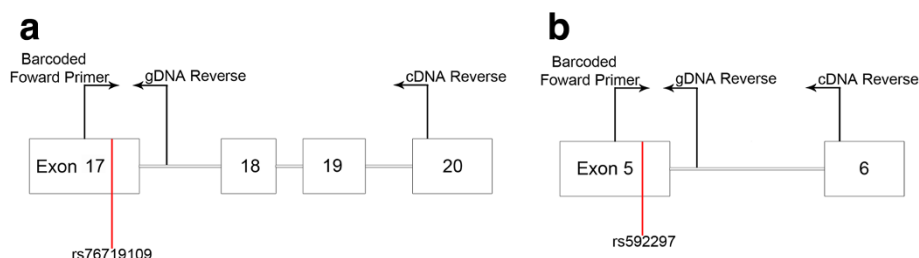 a
Barcoded
Foward Primer
gDNA Reverse
cDNA Reverse
Exon 17
18
19
20
rs76719109
b
Barcoded
Foward Primer
gDNA Reverse
cDNA Reverse
Exon 5
6
rs592297